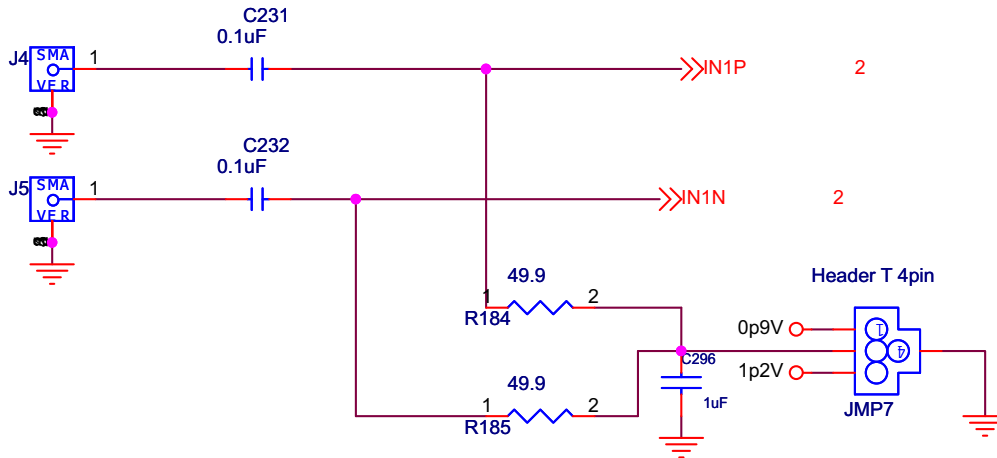 C231
0.1uF
J4
SMA
1
VER
IN1P
2
C232
0.1uF
J5
SMA
1
VER
IN1N
2
49.9
Header T 4pin
1
2
R184
0p9V
1
4
C296
1p2V
49.9
1uF
1
2
JMP7
R185